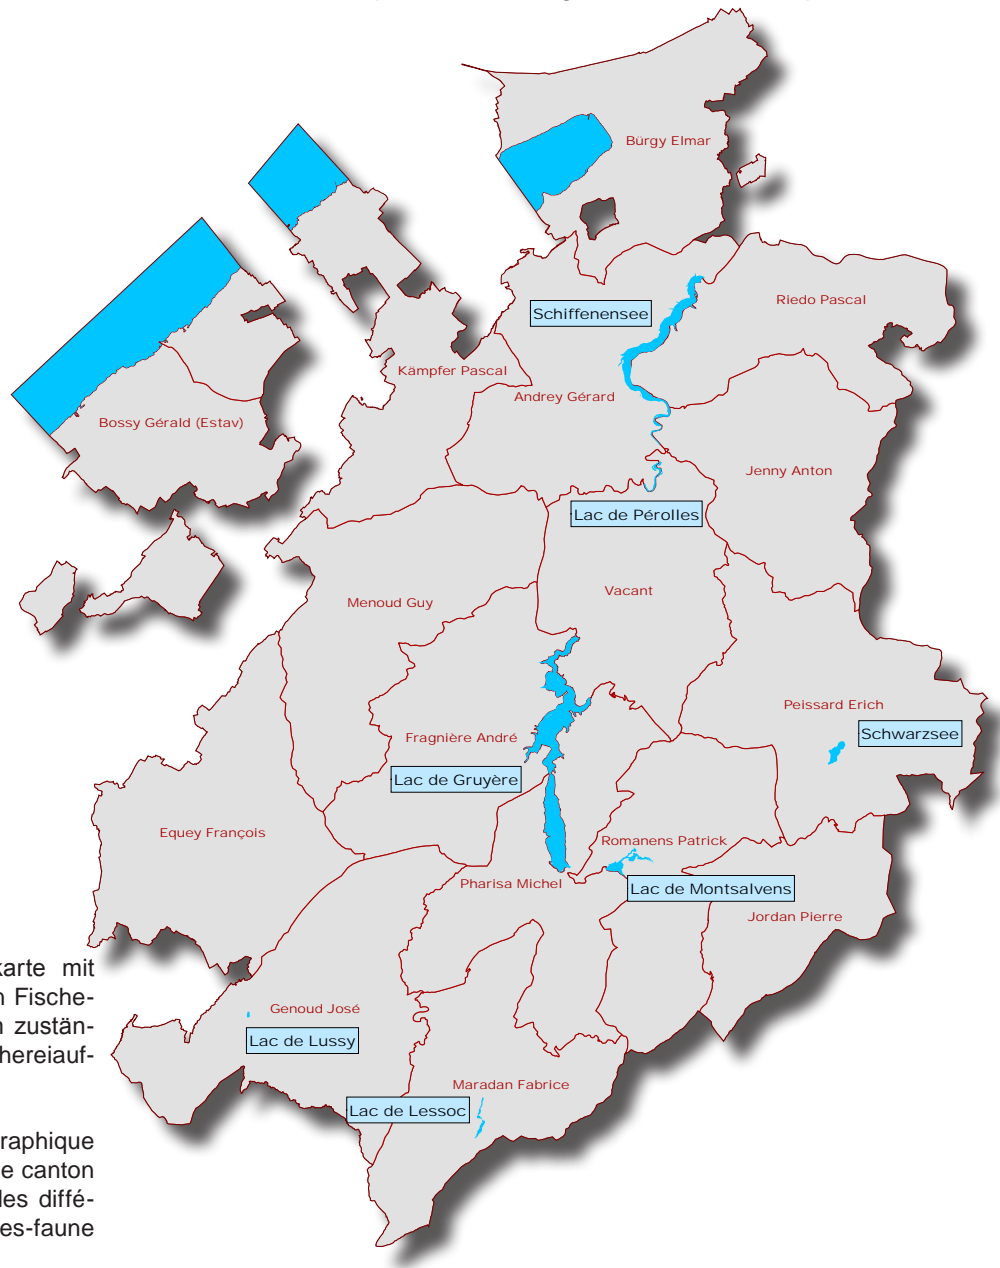 Bürgy Elmar
Riedo Pascal
Schiffenensee
Kämpfer Pascal
Andrey Gérard
Bossy Gérald (Estav)
Jenny Anton
Lac de Pérolles
Menoud Guy
Vacant
Peissard Erich
Schwarzsee
Fragnière André
Lac de Gruyère
Equey François
Romanens Patrick
Pharisa Michel
Lac de Montsalvens
Jordan Pierre
karte mit
n Fische-
n zustän-
hereiauf-
Genoud José
Lac de Lussy
Maradan Fabrice
Lac de Lessoc
raphique
e canton
les diffé-
es-faune